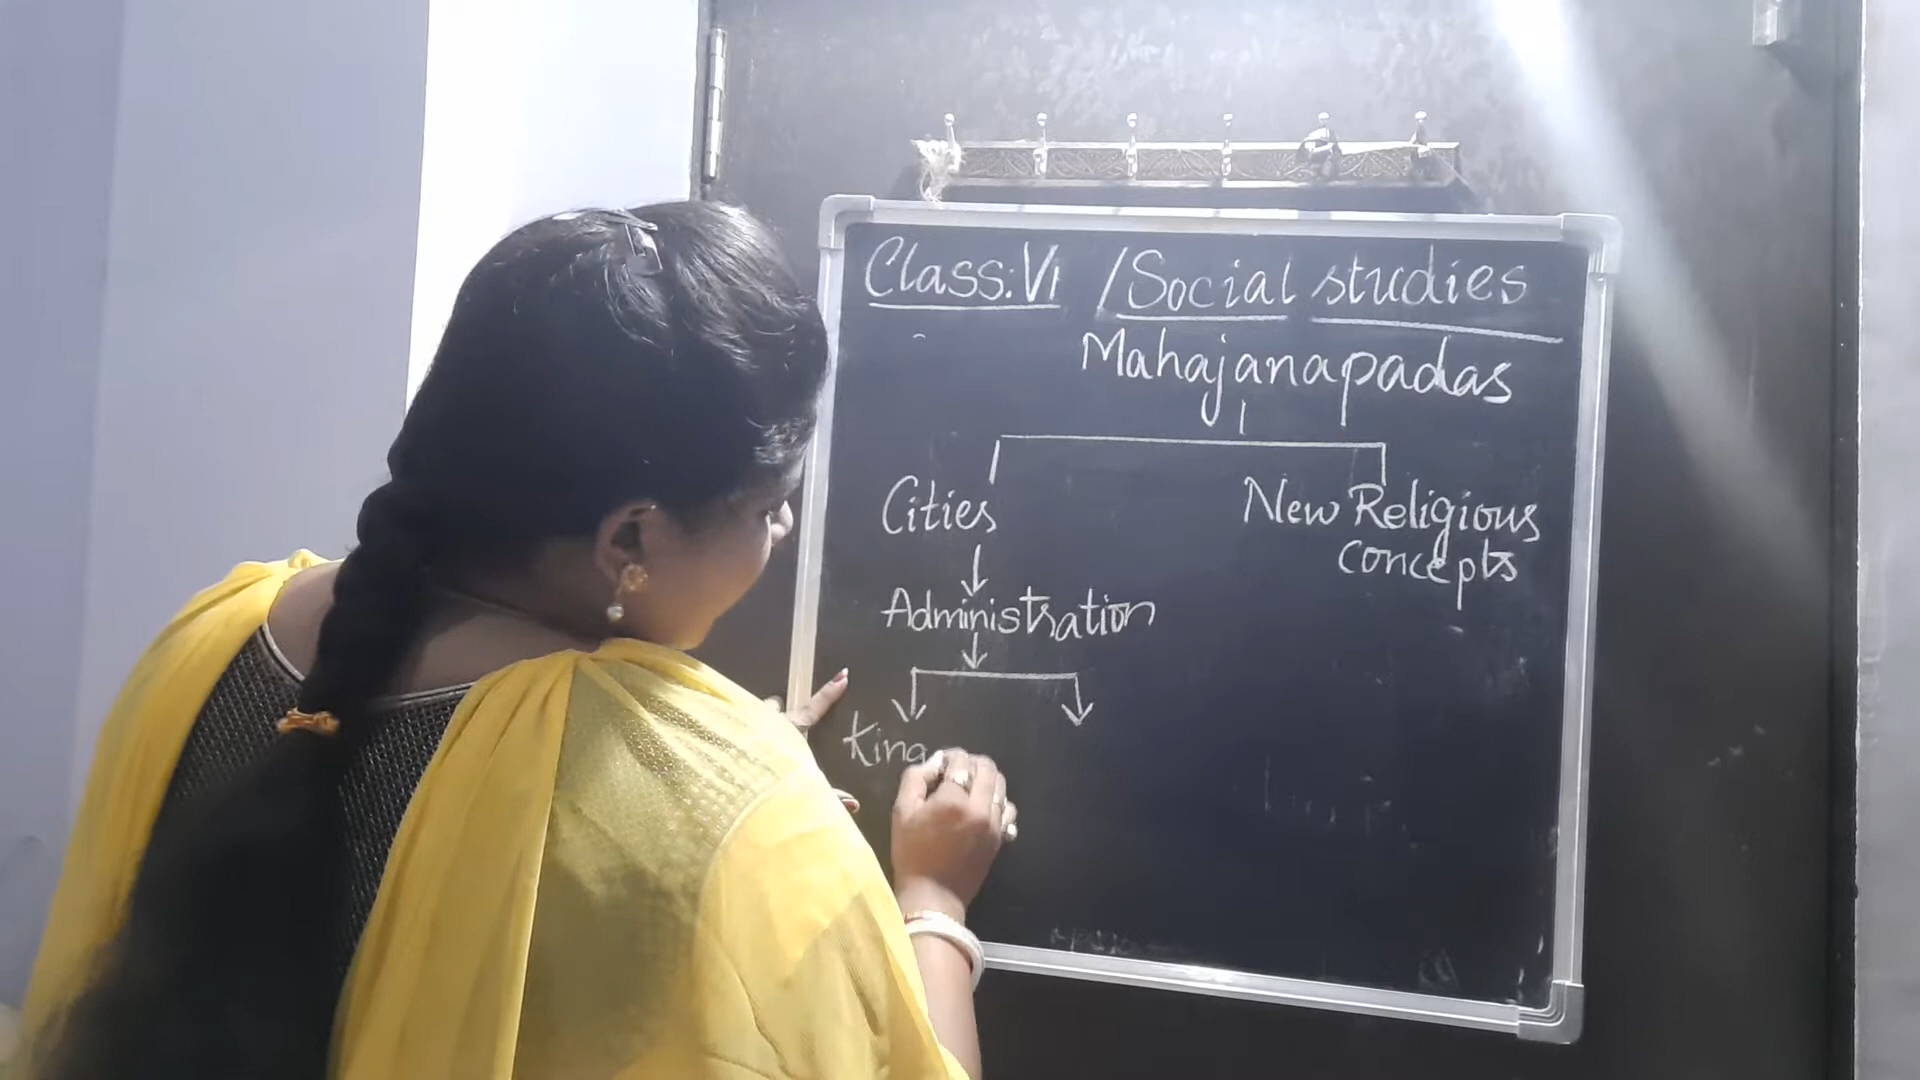 Class: VI / Social studies
Mahajanapadas
Cities
New Religious
concepts
Administration
King